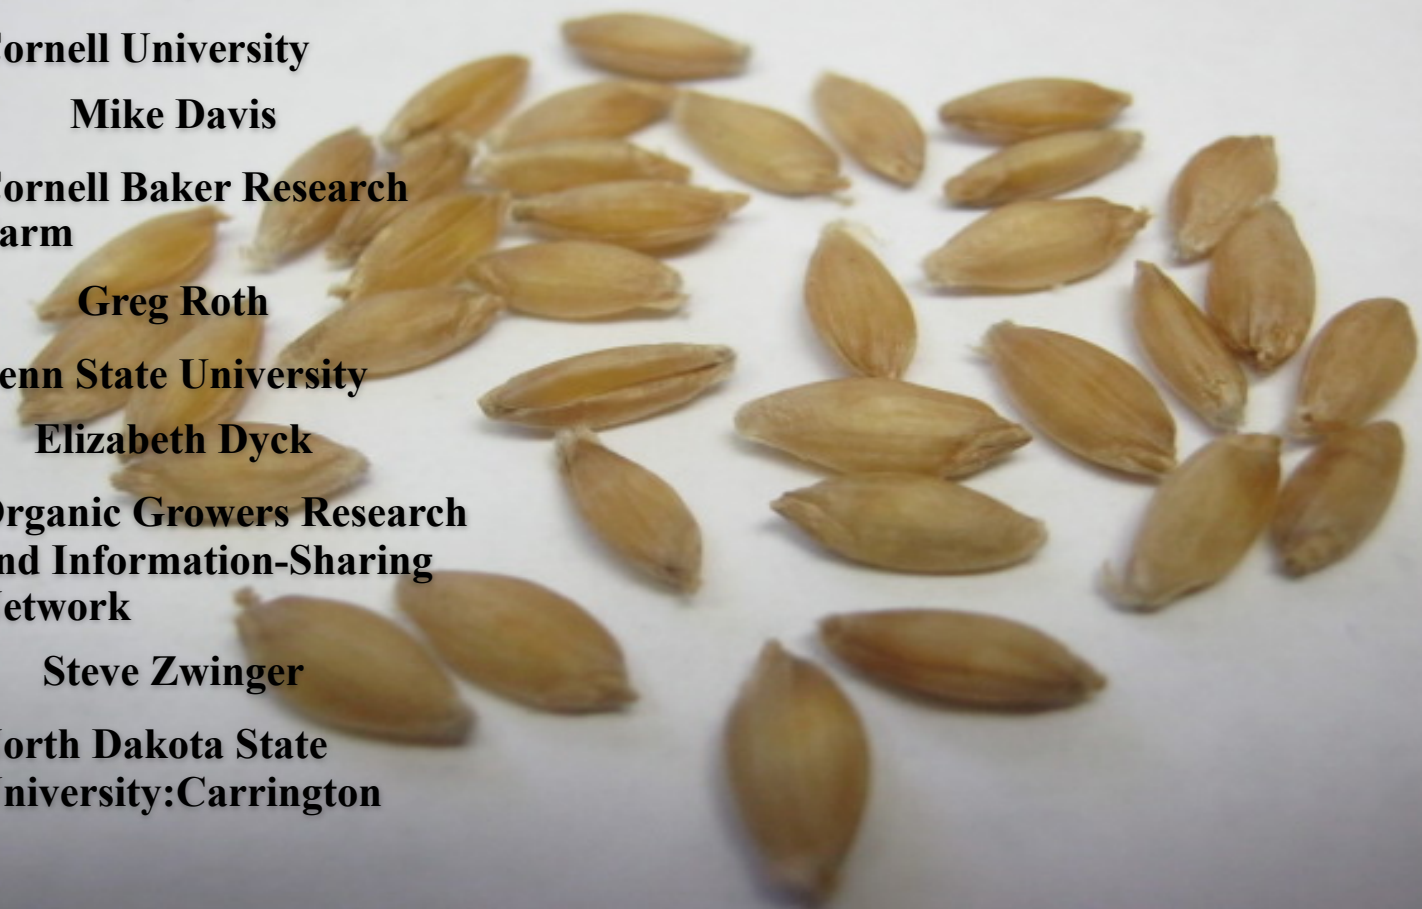 ornell University
Mike Davis
ornell Baker Research
arm
Greg Roth
enn State University
Elizabeth Dyck
rganic Growers Research
nd Information-Sharing
etwork
Steve Zwinger
orth Dakota State
niversity:Carrington